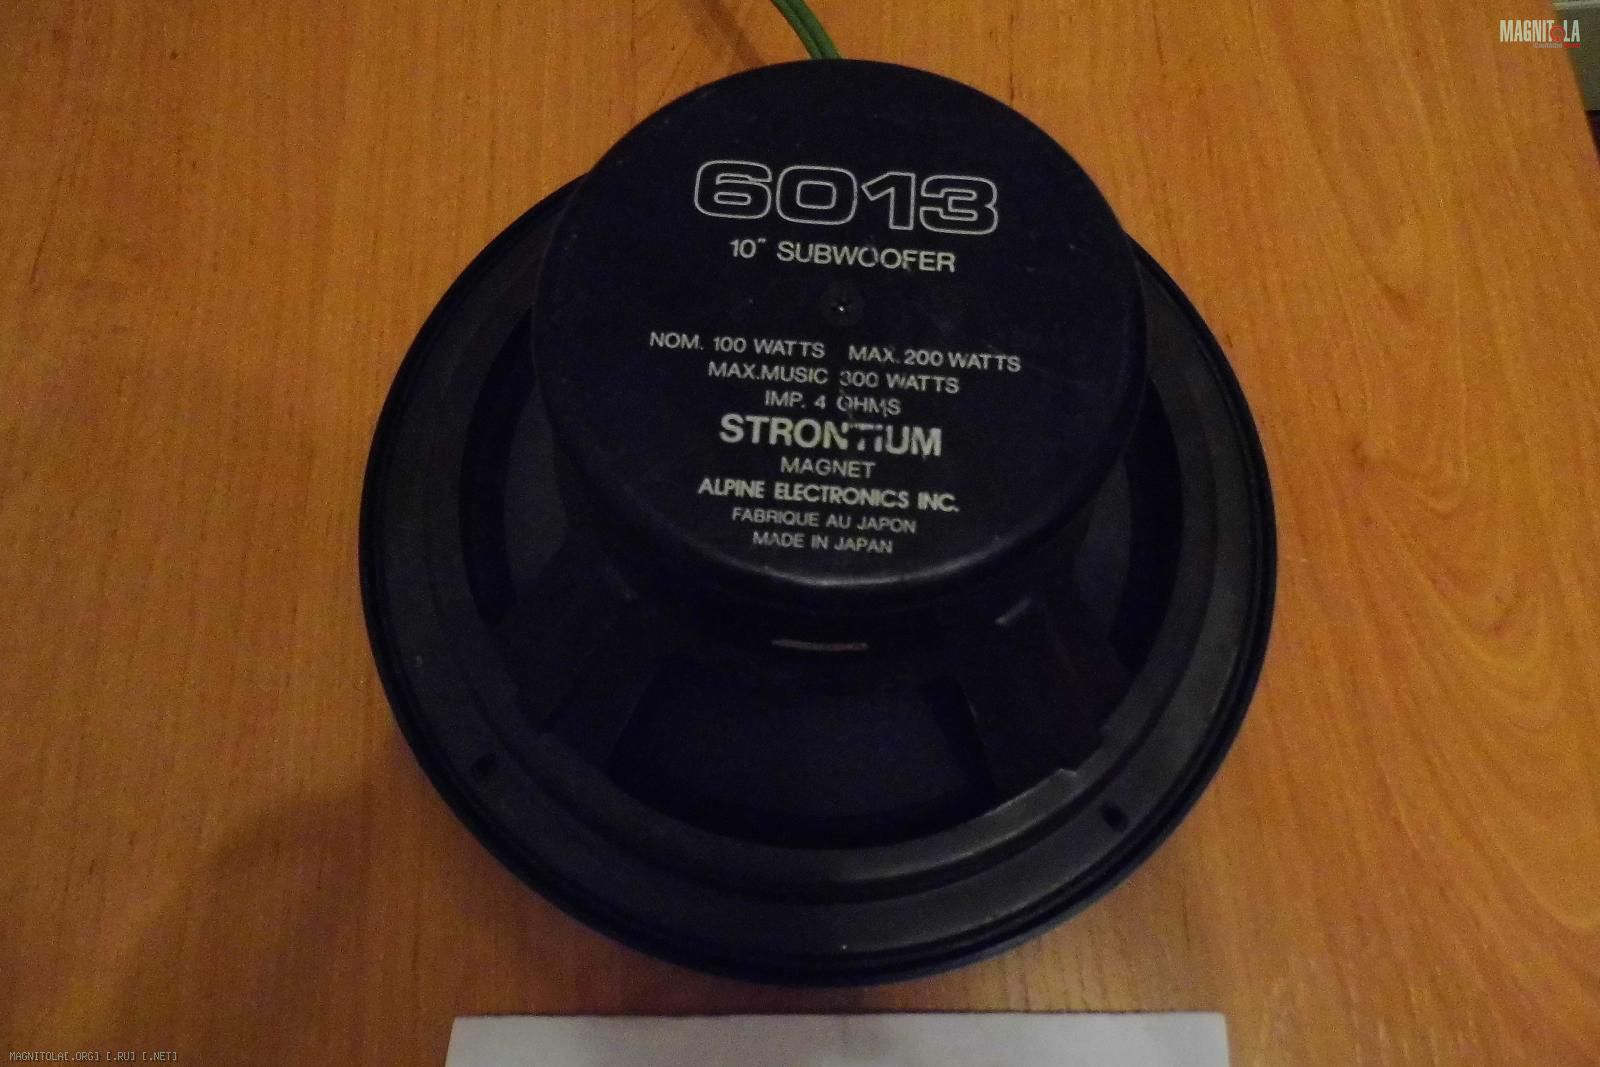 MAGNITOLA
6013
10" SUBWOOFER
NOM. 100 WATTS MAX. 200 WATTS
MAX.MUSIC 300 WATTS
IMP. 4 OHMS
STRONTIUM
MAGNET
ALPINE ELECTRONICS INC.
FABRIQUE AU JAPON
MADE IN JAPAN
MAGNITOLA[.ORG] [.RU] [.NET]